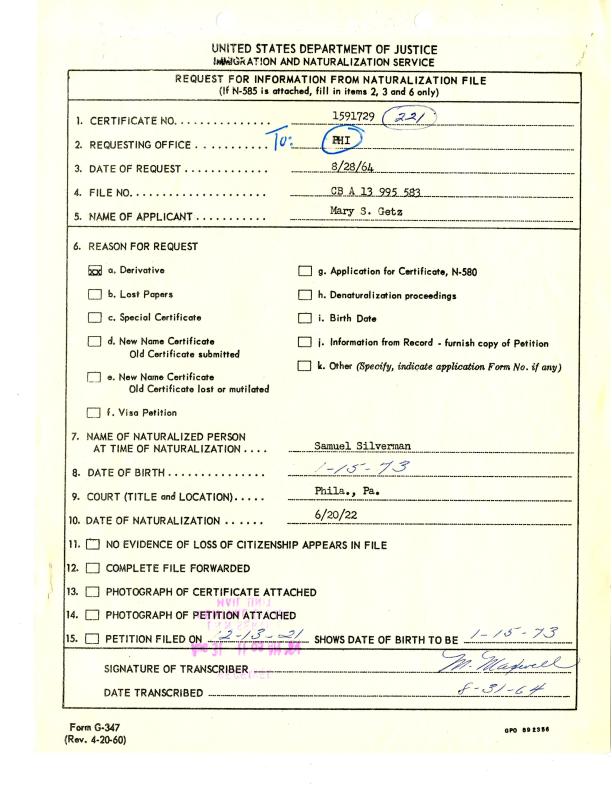 UNITED STATES DEPARTMENT OF JUSTICE
IMMIGRATION AND NATURALIZATION SERVICE
REQUEST FOR INFORMATION FROM NATURALIZATION FILE
(If N-585 is attached, fill in items 2, 3 and 6 only)
1. CERTIFICATE NO. . . . . . . . . . . . . . . 1591729 221
2. REQUESTING OFFICE . . . . . . . . . . . To: PHI
3. DATE OF REQUEST . . . . . . . . . . . . . 8/28/64
4. FILE NO. . . . . . . . . . . . . . . . . . . . CB A 13 995 583
5. NAME OF APPLICANT . . . . . . . . . . . Mary S. Getz
6. REASON FOR REQUEST
a. Derivative
b. Lost Papers
c. Special Certificate
d. New Name Certificate
Old Certificate submitted
e. New Name Certificate
Old Certificate lost or mutilated
f. Visa Petition
g. Application for Certificate, N-580
h. Denaturalization proceedings
i. Birth Date
j. Information from Record - furnish copy of Petition
k. Other (Specify, indicate application Form No. if any)
7. NAME OF NATURALIZED PERSON
AT TIME OF NATURALIZATION . . . . Samuel Silverman
8. DATE OF BIRTH . . . . . . . . . . . . . . . 1-15-73
9. COURT (TITLE and LOCATION) . . . . . Phila., Pa.
10. DATE OF NATURALIZATION . . . . . . 6/20/22
11. NO EVIDENCE OF LOSS OF CITIZENSHIP APPEARS IN FILE
12. COMPLETE FILE FORWARDED
13. PHOTOGRAPH OF CERTIFICATE ATTACHED
14. PHOTOGRAPH OF PETITION ATTACHED
15. PETITION FILED ON 12-13-21 SHOWS DATE OF BIRTH TO BE 1-15-73
SIGNATURE OF TRANSCRIBER M. Maxwell
DATE TRANSCRIBED 8-31-64
Form G-347
(Rev. 4-20-60)
GPO 892356